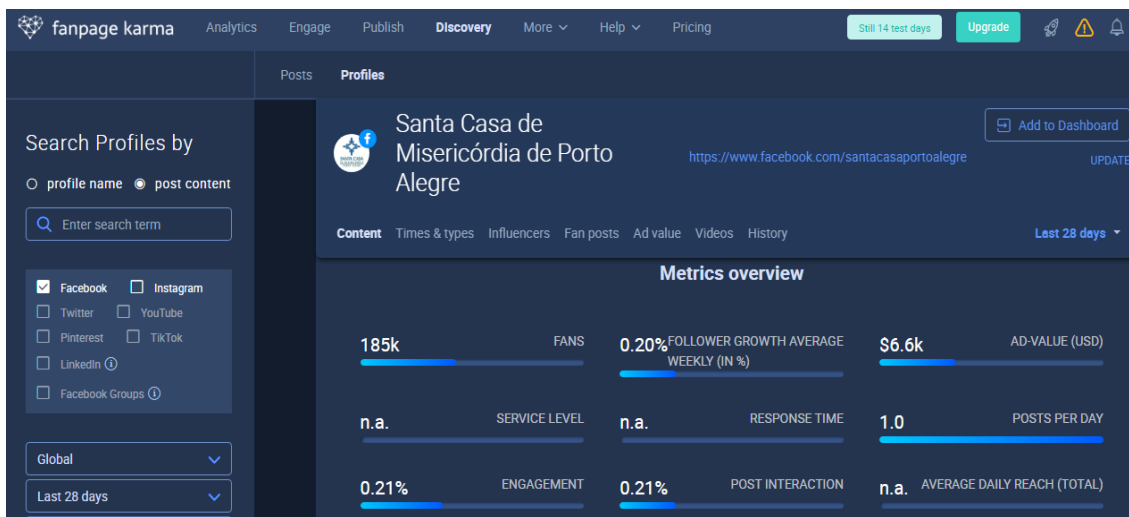 fanpage karma Analytics Engage Publish Discovery More Help Pricing Still 14 test days Upgrade
Posts Profiles
Search Profiles by
profile name post content
Enter search term
Facebook Instagram
Twitter YouTube
Pinterest TikTok
LinkedIn
Facebook Groups
Global
Last 28 days
Santa Casa de
Misericórdia de Porto
Alegre
https://www.facebook.com/santacasaportoalegre
Add to Dashboard
UPDATE
Content Times & types Influencers Fan posts Ad value Videos History Last 28 days
Metrics overview
185k FANS
0.20% FOLLOWER GROWTH AVERAGE
WEEKLY (IN %)
$6.6k AD-VALUE (USD)
n.a. SERVICE LEVEL
n.a. RESPONSE TIME
1.0 POSTS PER DAY
0.21% ENGAGEMENT
0.21% POST INTERACTION
n.a. AVERAGE DAILY REACH (TOTAL)